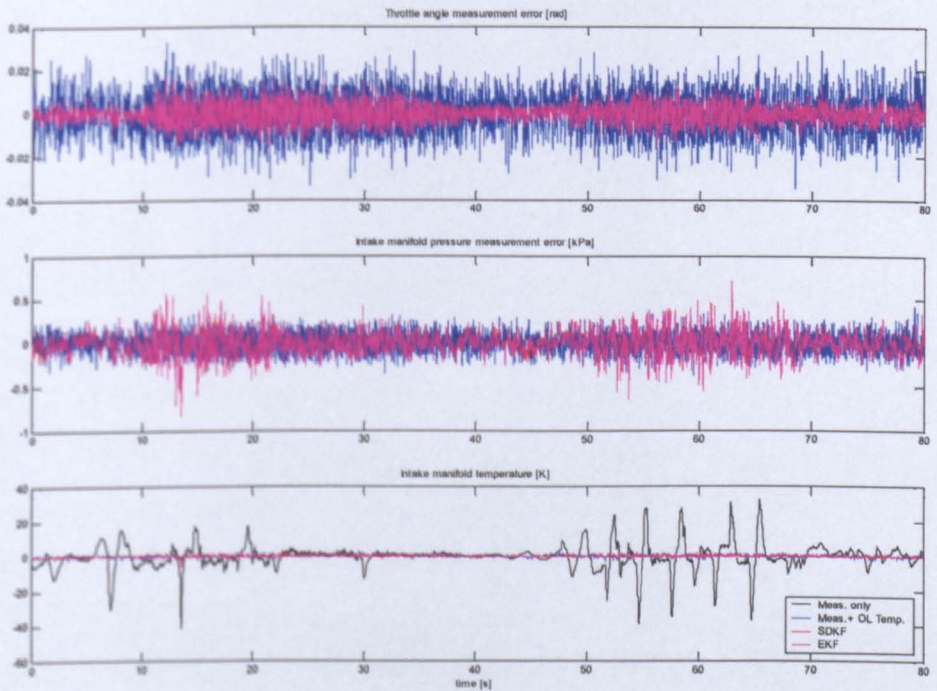 Throttle angle measurement error [rad]
0.04
0.02
0
-0.02
-0.04
0 10 20 30 40 50 60 70 80
Intake manifold pressure measurement error [kPa]
1
0.5
0
-0.5
-1
0 10 20 30 40 50 60 70 80
Intake manifold temperature [K]
40
20
0
-20
-40
-60
0 10 20 30 40 50 60 70 80
time [s]
Meas. only
Meas.+ OL Temp.
SDKF
EKF